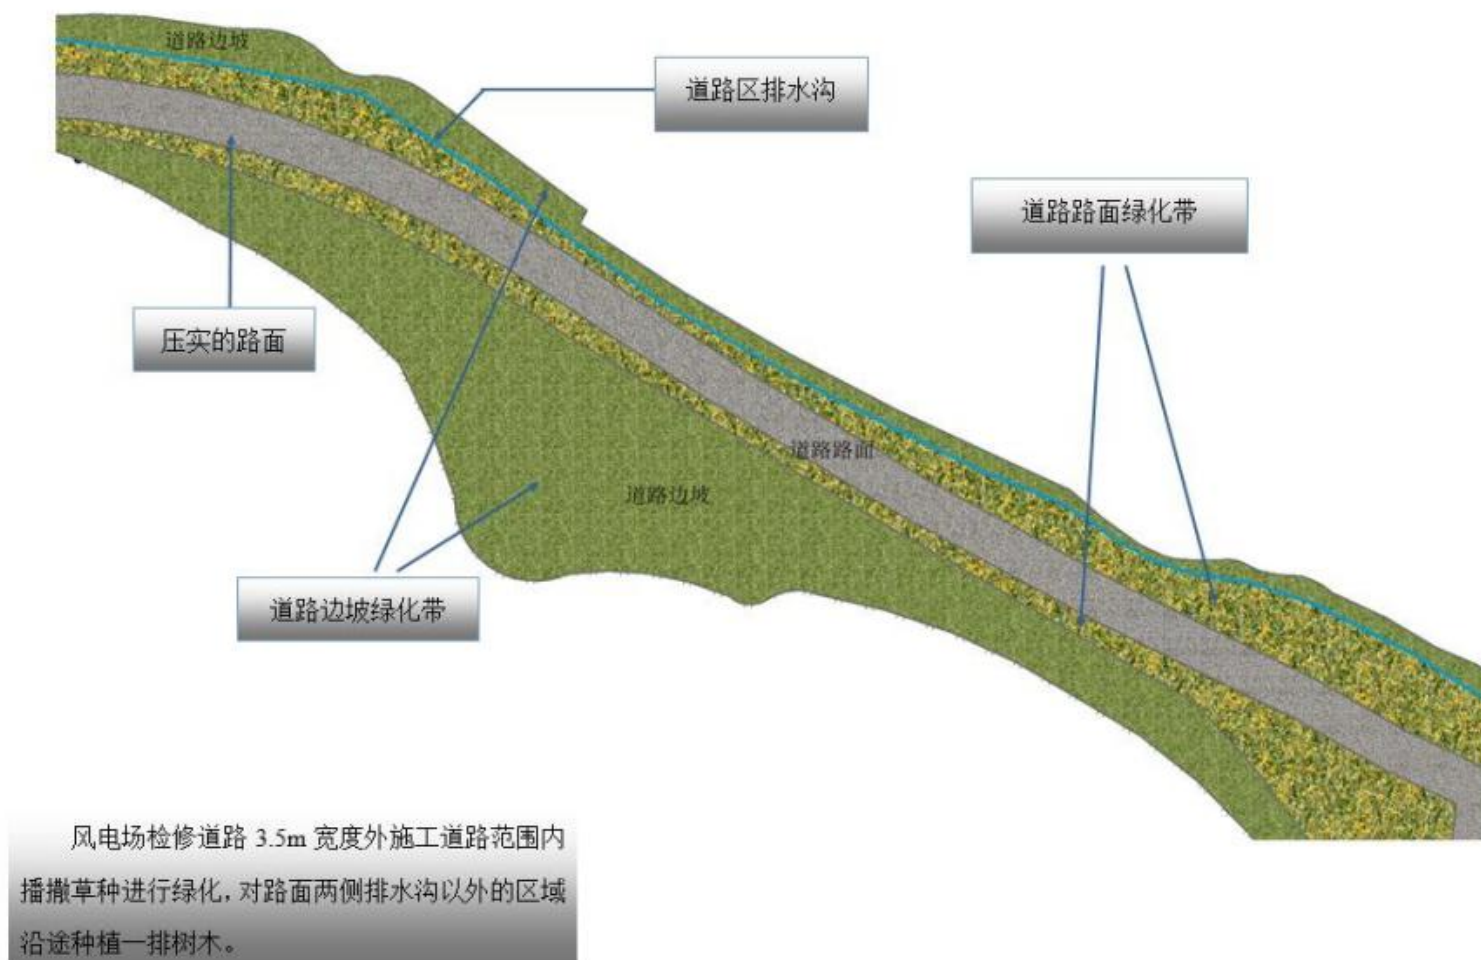 道路边坡
道路区排水沟
道路路面绿化带
压实的路面
道路路面
道路边坡
道路边坡绿化带
风电场检修道路 3.5m 宽度外施工道路范围内
播撒草种进行绿化，对路面两侧排水沟以外的区域
沿途种植一排树木。